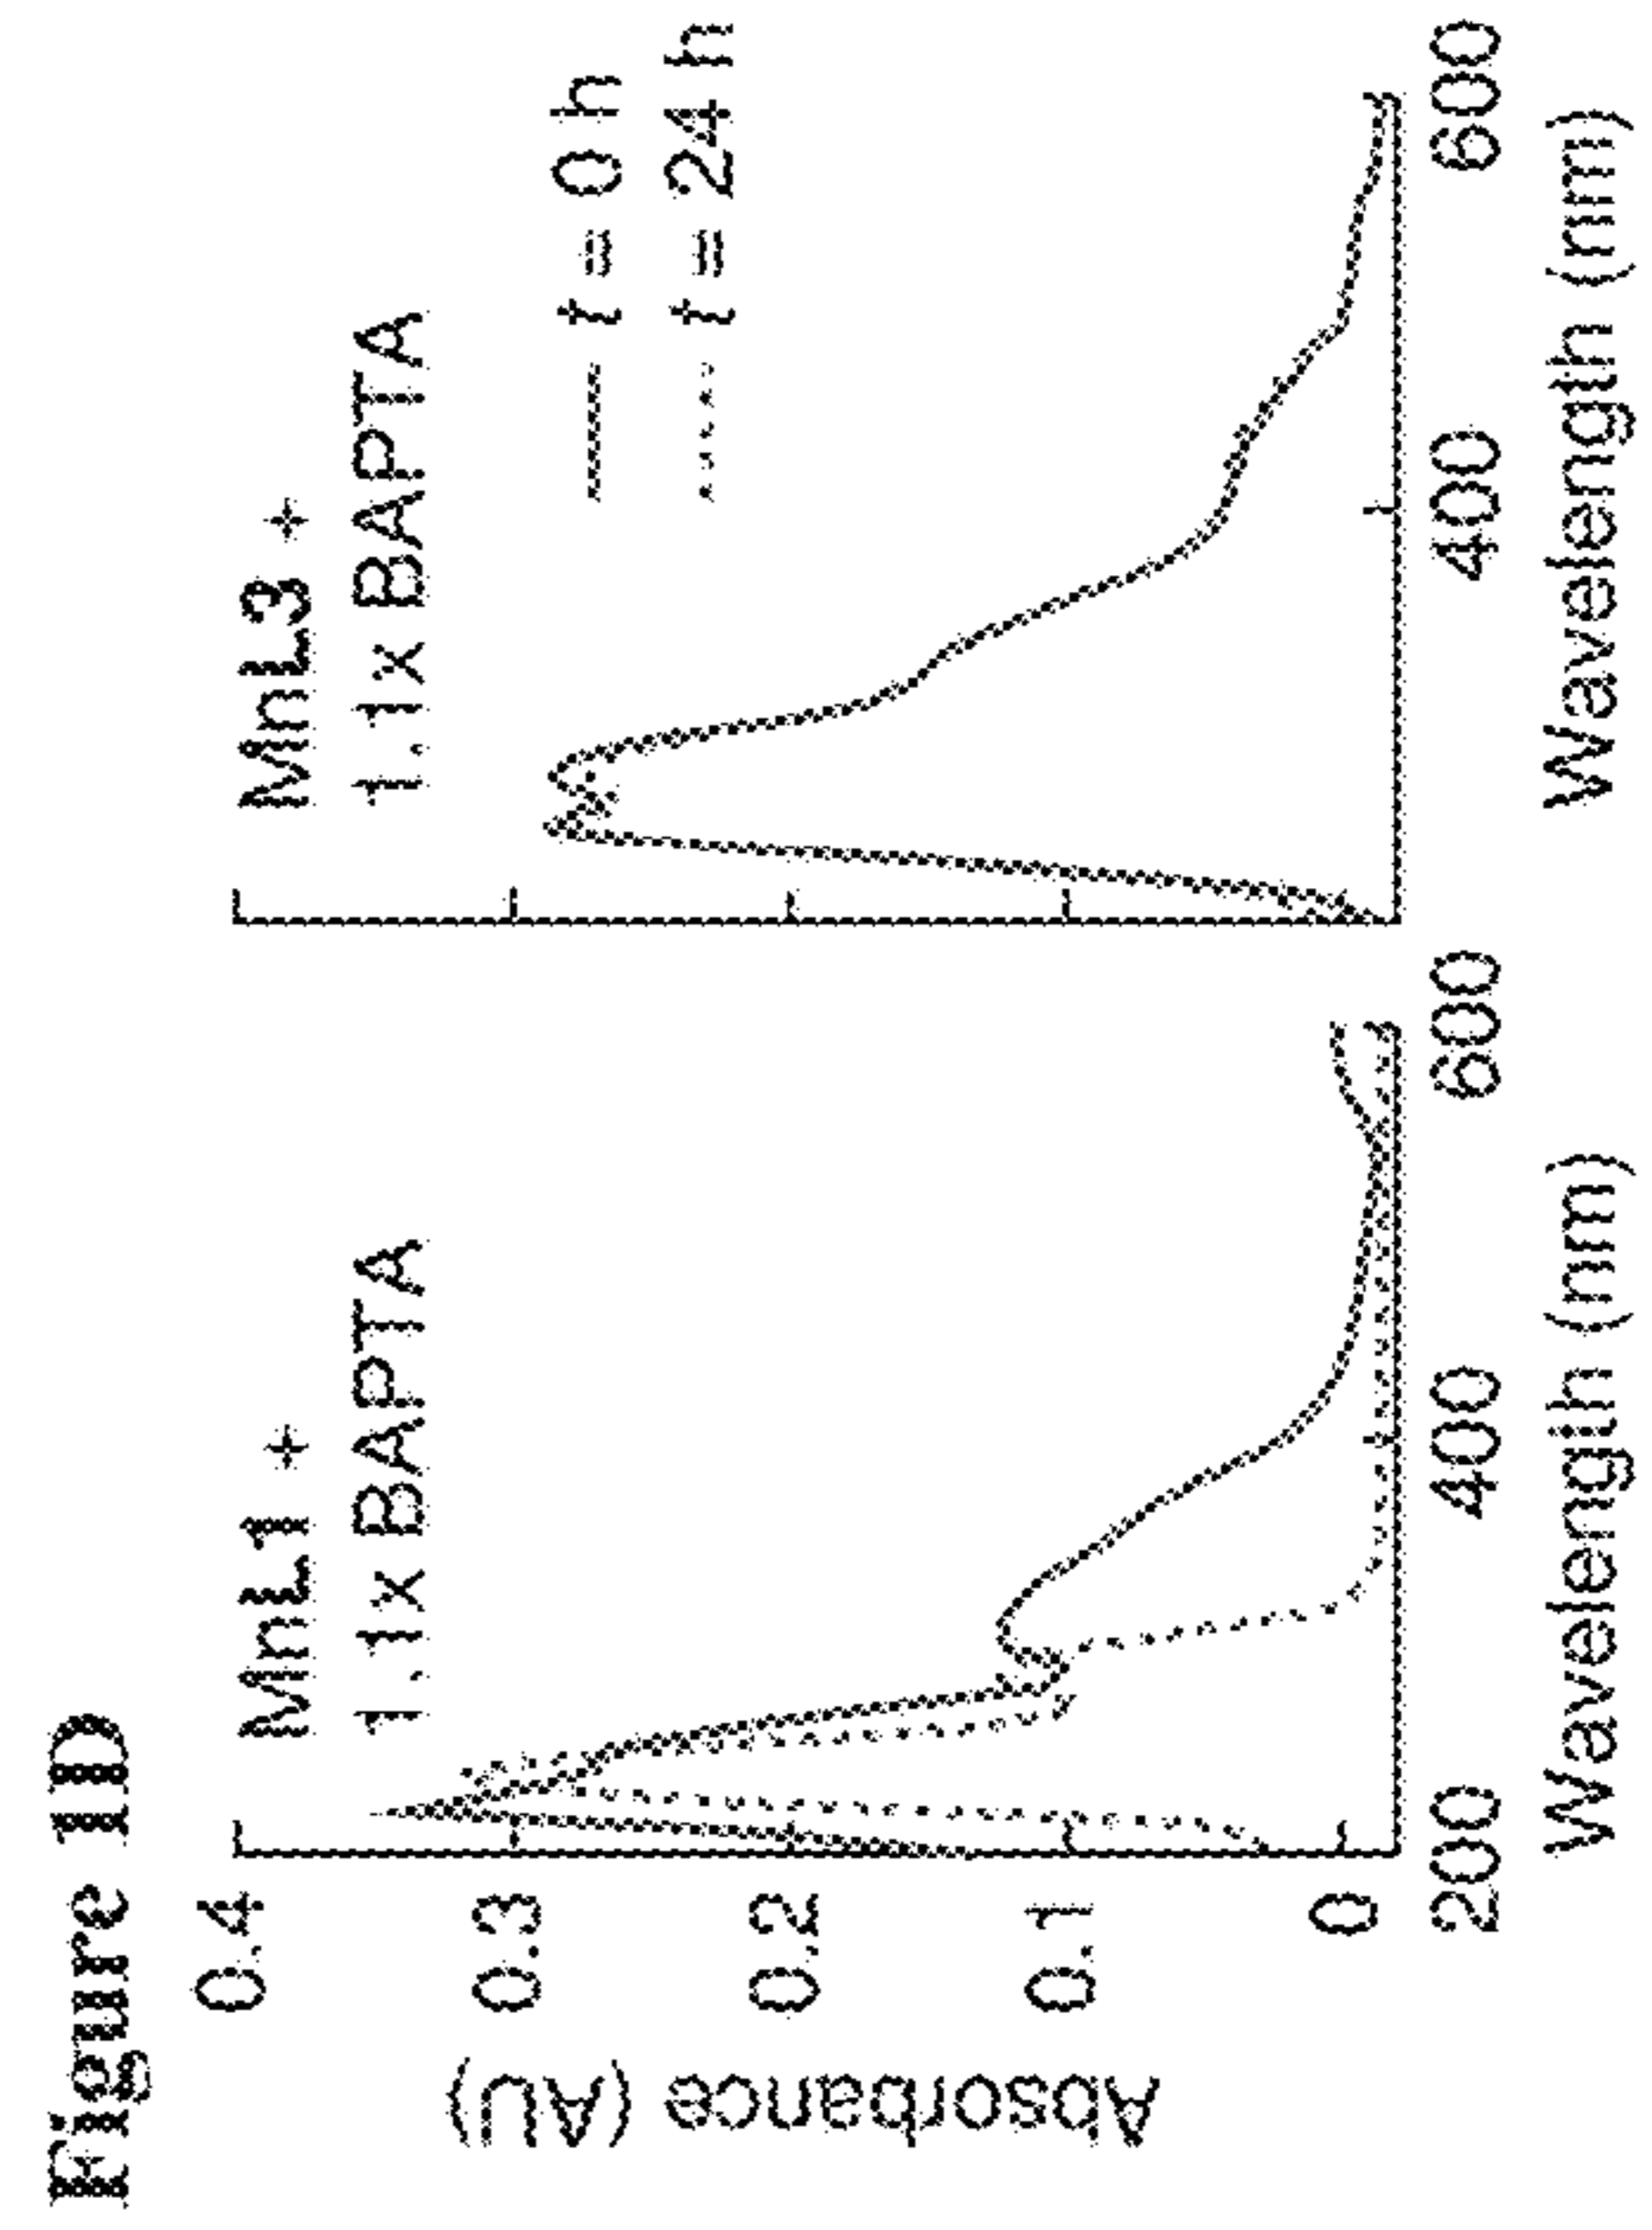 Figure 1D
MnL1 +
1.1x BAPTA
MnL3 +
1.1x BAPTA
t = 0 h
t = 24 h
Absorbance (AU)
0.4
0.3
0.2
0.1
0
200
400
600
400
600
Wavelength (nm)
Wavelength (nm)